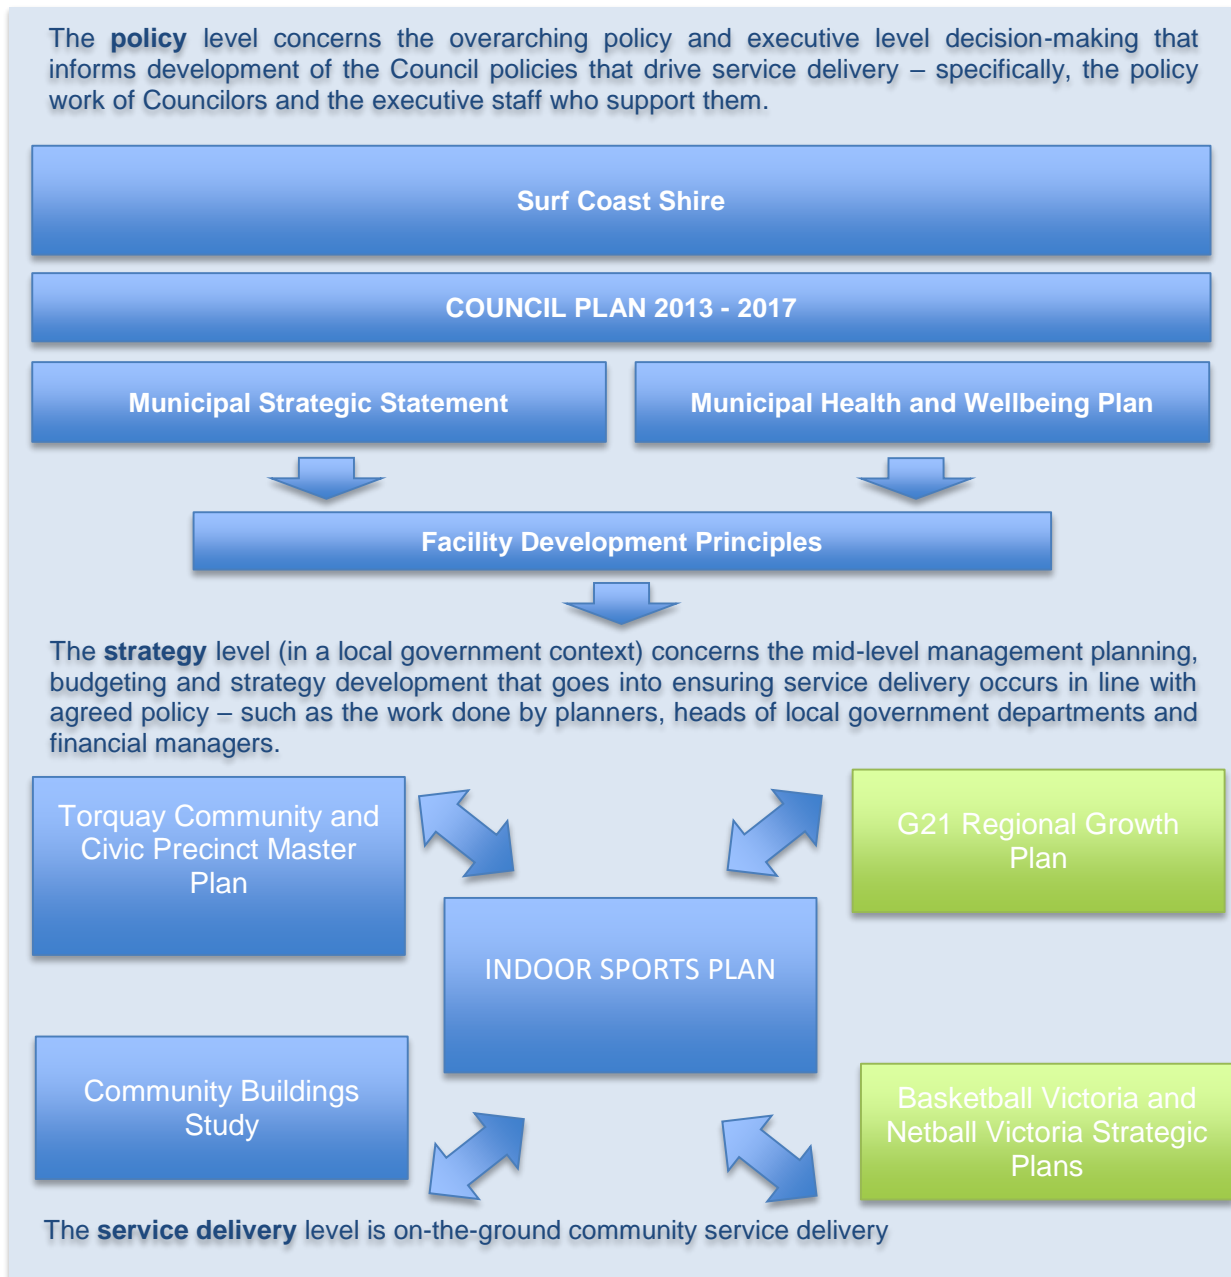 The policy level concerns the overarching policy and executive level decision-making that
informs development of the Council policies that drive service delivery – specifically, the policy
work of Councilors and the executive staff who support them.
Surf Coast Shire
COUNCIL PLAN 2013 - 2017
Municipal Strategic Statement
Municipal Health and Wellbeing Plan
Facility Development Principles
The strategy level (in a local government context) concerns the mid-level management planning,
budgeting and strategy development that goes into ensuring service delivery occurs in line with
agreed policy – such as the work done by planners, heads of local government departments and
financial managers.
Torquay Community and
Civic Precinct Master
Plan
G21 Regional Growth
Plan
INDOOR SPORTS PLAN
Community Buildings
Study
Basketball Victoria and
Netball Victoria Strategic
Plans
The service delivery level is on-the-ground community service delivery